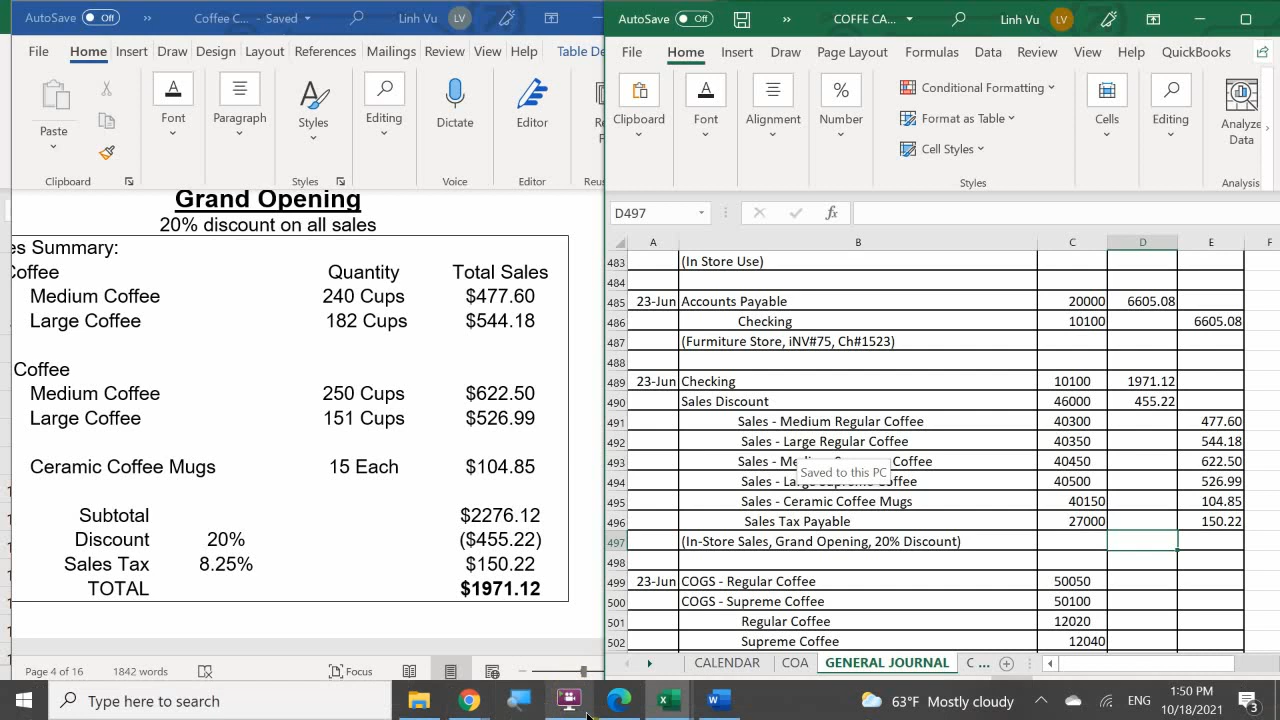 AutoSave Off » Coffee C... - Saved Linh Vu LV
File Home Insert Draw Design Layout References Mailings Review View Help Table De
Paste Font Paragraph Styles Editing Dictate Editor
Clipboard Styles Voice Editor Reus
Grand Opening
20% discount on all sales
es Summary:
Coffee Quantity Total Sales
Medium Coffee 240 Cups $477.60
Large Coffee 182 Cups $544.18
Coffee
Medium Coffee 250 Cups $622.50
Large Coffee 151 Cups $526.99
Ceramic Coffee Mugs 15 Each $104.85
Subtotal $2276.12
Discount 20% ($455.22)
Sales Tax 8.25% $150.22
TOTAL $1971.12
Page 4 of 16 1842 words Focus
AutoSave Off » COFFE CA... Linh Vu LV
File Home Insert Draw Page Layout Formulas Data Review View Help QuickBooks
Clipboard Font Alignment Number
Conditional Formatting
Format as Table
Cell Styles
Cells Editing Analyze
Data
Styles Analysis
D497 fx
A B C D E F
483 (In Store Use)
484
485 23-Jun Accounts Payable 20000 6605.08
486 Checking 10100 6605.08
487 (Furmiture Store, iNV#75, Ch#1523)
488
489 23-Jun Checking 10100 1971.12
490 Sales Discount 46000 455.22
491 Sales - Medium Regular Coffee 40300 477.60
492 Sales - Large Regular Coffee 40350 544.18
493 Sales - Me Coffee 40450 622.50
Saved to this PC
494 Sales - Large Supreme Coffee 40500 526.99
495 Sales - Ceramic Coffee Mugs 40150 104.85
496 Sales Tax Payable 27000 150.22
497 (In-Store Sales, Grand Opening, 20% Discount)
498
499 23-Jun COGS - Regular Coffee 50050
500 COGS - Supreme Coffee 50100
501 Regular Coffee 12020
502 Supreme Coffee 12040
CALENDAR COA GENERAL JOURNAL C ...
Type here to search 63°F Mostly cloudy ENG 1:50 PM
10/18/2021 3